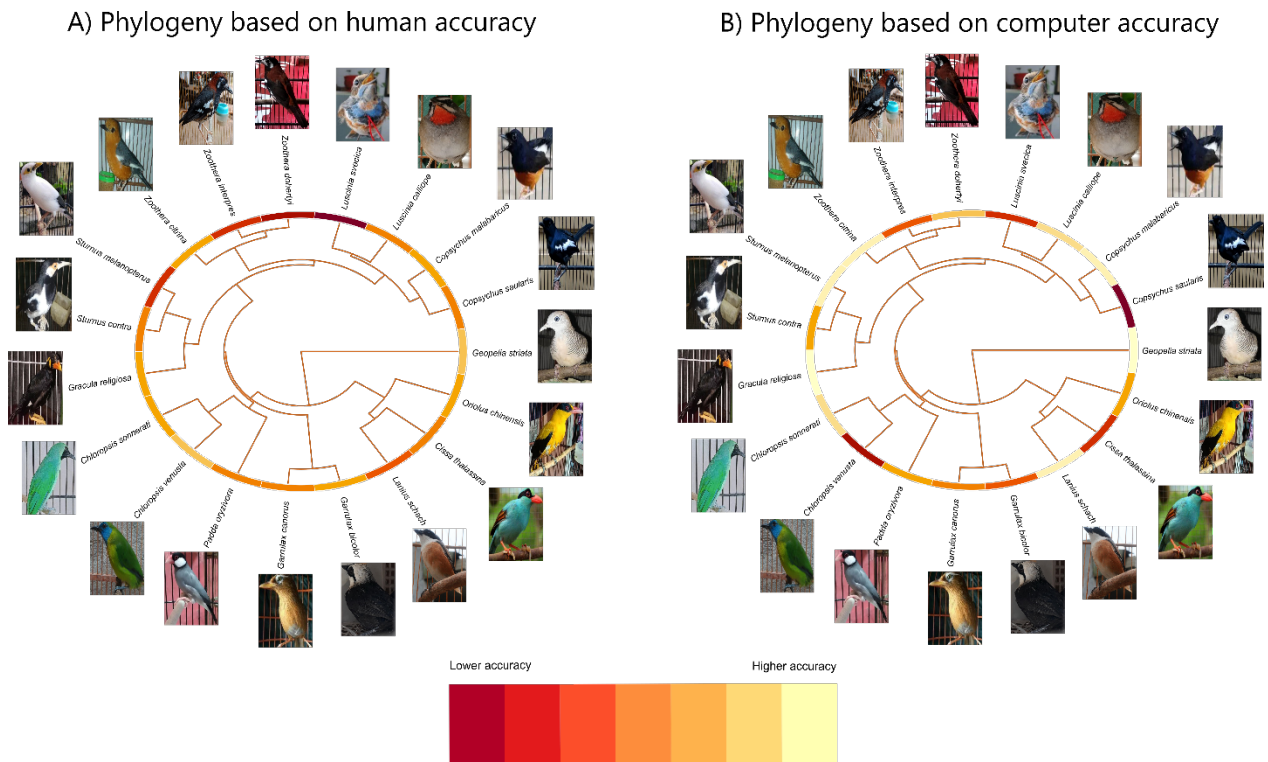 A) Phylogeny based on human accuracy
B) Phylogeny based on computer accuracy
Zoothera dohertyi
Luscinia svecica
Luscinia calliope
Copsychus malabaricus
Copsychus saularis
Geopelia striata
Oriolus chinensis
Cissa thalassina
Lanius schach
Garrulax bicolor
Garrulax canorus
Padda oryzivora
Chloropsis venusta
Chloropsis sonnerati
Gracula religiosa
Sturnus contra
Sturnus melanopterus
Zoothera citrina
Zoothera interpres
Zoothera dohertyi
Luscinia svecica
Luscinia calliope
Copsychus malabaricus
Copsychus saularis
Geopelia striata
Oriolus chinensis
Cissa thalassina
Lanius schach
Garrulax bicolor
Garrulax canorus
Padda oryzivora
Chloropsis venusta
Chloropsis sonnerati
Gracula religiosa
Sturnus contra
Sturnus melanopterus
Zoothera citrina
Zoothera interpres
Lower accuracy
Higher accuracy